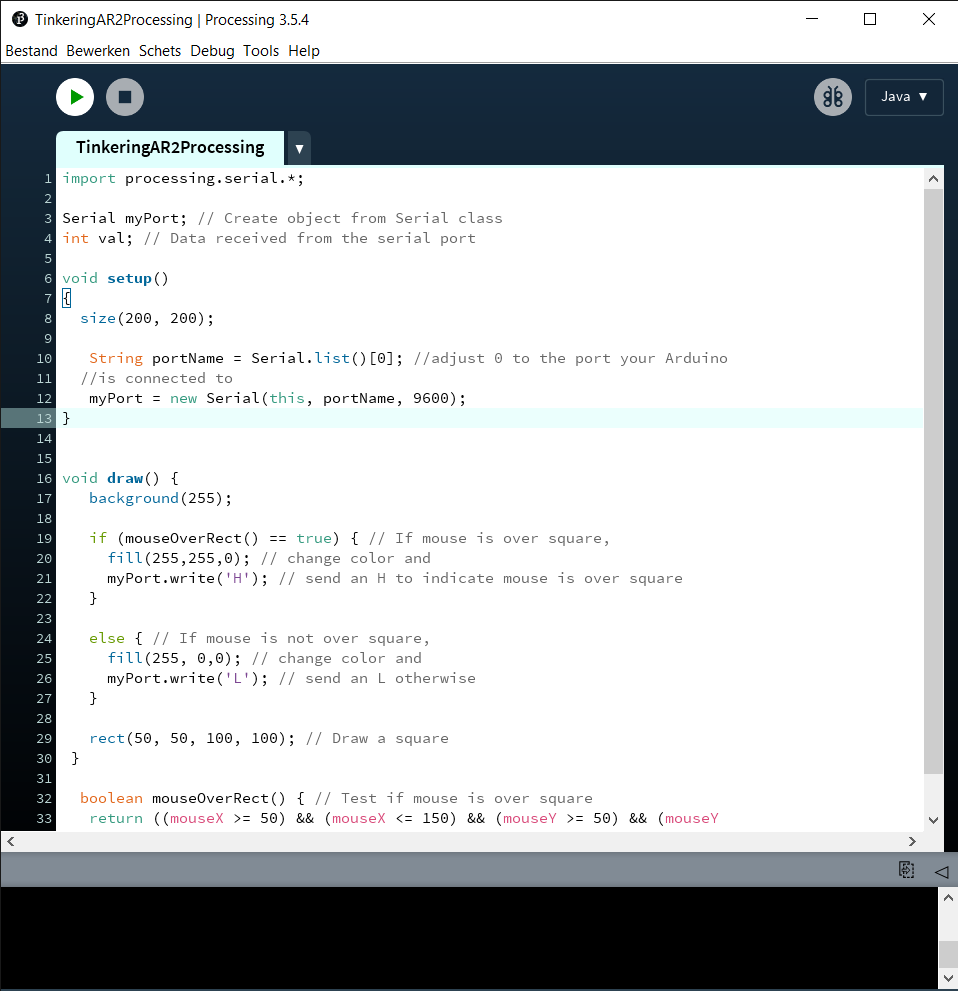 TinkeringAR2Processing | Processing 3.5.4
Bestand Bewerken Schets Debug Tools Help
Java ▼
TinkeringAR2Processing ▼
1 import processing.serial.*;
2
3 Serial myPort; // Create object from Serial class
4 int val; // Data received from the serial port
5
6 void setup()
7 {
8 size(200, 200);
9
10 String portName = Serial.list()[0]; //adjust 0 to the port your Arduino
11 //is connected to
12 myPort = new Serial(this, portName, 9600);
13 }
14
15
16 void draw() {
17 background(255);
18
19 if (mouseOverRect() == true) { // If mouse is over square,
20 fill(255,255,0); // change color and
21 myPort.write('H'); // send an H to indicate mouse is over square
22 }
23
24 else { // If mouse is not over square,
25 fill(255, 0,0); // change color and
26 myPort.write('L'); // send an L otherwise
27 }
28
29 rect(50, 50, 100, 100); // Draw a square
30 }
31
32 boolean mouseOverRect() { // Test if mouse is over square
33 return ((mouseX >= 50) && (mouseX <= 150) && (mouseY >= 50) && (mouseY